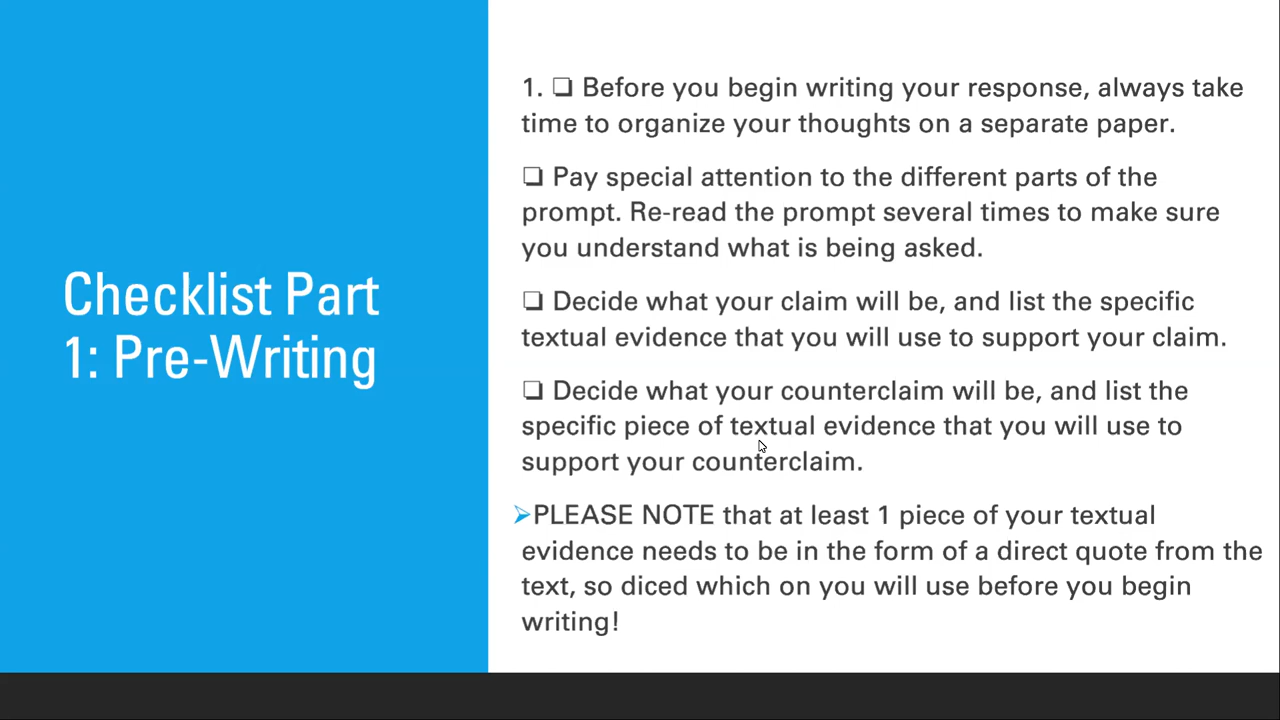 Checklist Part
1: Pre-Writing
1. ❏ Before you begin writing your response, always take
time to organize your thoughts on a separate paper.
❏ Pay special attention to the different parts of the
prompt. Re-read the prompt several times to make sure
you understand what is being asked.
❏ Decide what your claim will be, and list the specific
textual evidence that you will use to support your claim.
❏ Decide what your counterclaim will be, and list the
specific piece of textual evidence that you will use to
support your counterclaim.
➢PLEASE NOTE that at least 1 piece of your textual
evidence needs to be in the form of a direct quote from the
text, so diced which on you will use before you begin
writing!